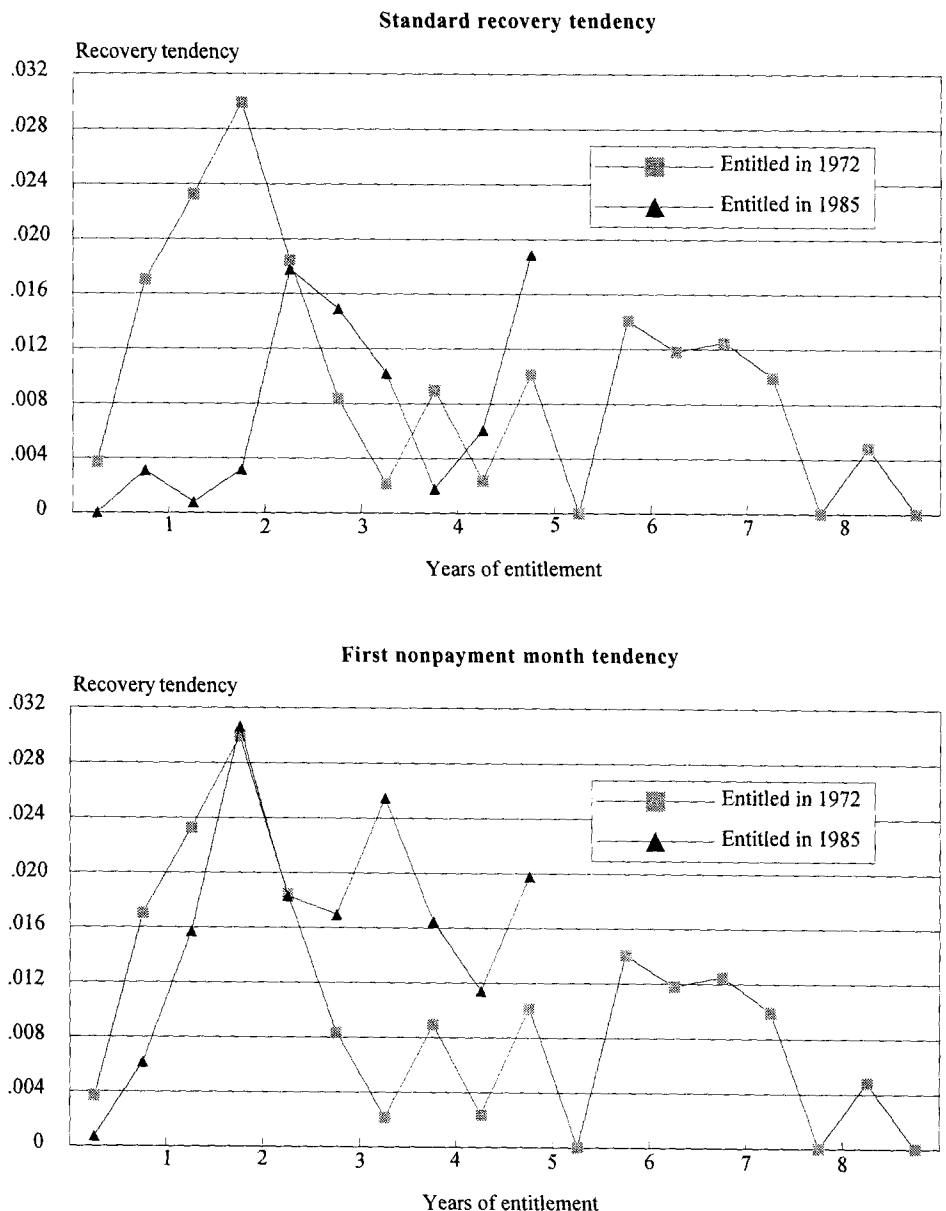 Standard recovery tendency
Recovery tendency
.032
.028
.024
.020
.016
.012
.008
.004
0
Entitled in 1972
Entitled in 1985
1 2 3 4 5 6 7 8
Years of entitlement
First nonpayment month tendency
Recovery tendency
.032
.028
.024
.020
.016
.012
.008
.004
0
Entitled in 1972
Entitled in 1985
1 2 3 4 5 6 7 8
Years of entitlement